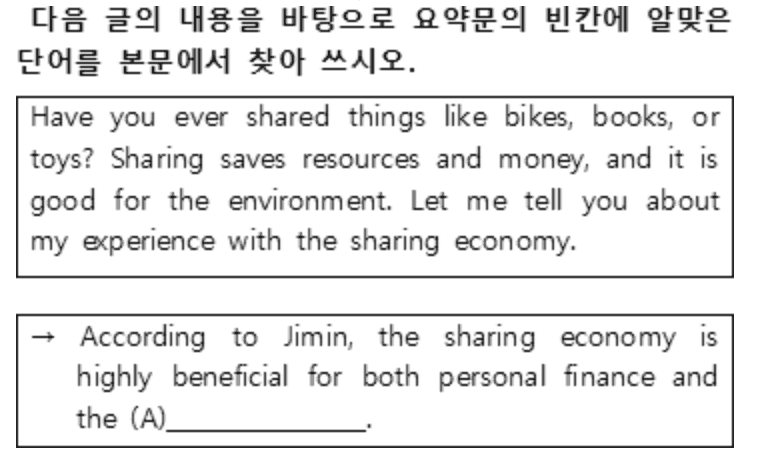 다음 글의 내용을 바탕으로 요약문의 빈칸에 알맞은
단어를 본문에서 찾아 쓰시오.
Have you ever shared things like bikes, books, or
toys? Sharing saves resources and money, and it is
good for the environment. Let me tell you about
my experience with the sharing economy.
→ According to Jimin, the sharing economy is
highly beneficial for both personal finance and
the (A)______________.